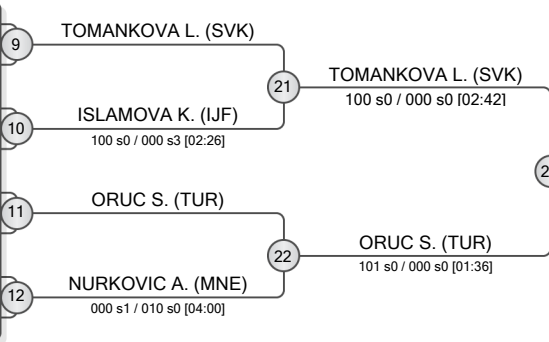 TOMANKOVA L. (SVK)
9
21
TOMANKOVA L. (SVK)
100 s0 / 000 s0 [02:42]
ISLAMOVA K. (IJF)
10
100 s0 / 000 s3 [02:26]
ORUC S. (TUR)
11
22
ORUC S. (TUR)
101 s0 / 000 s0 [01:36]
NURKOVIC A. (MNE)
12
000 s1 / 010 s0 [04:00]